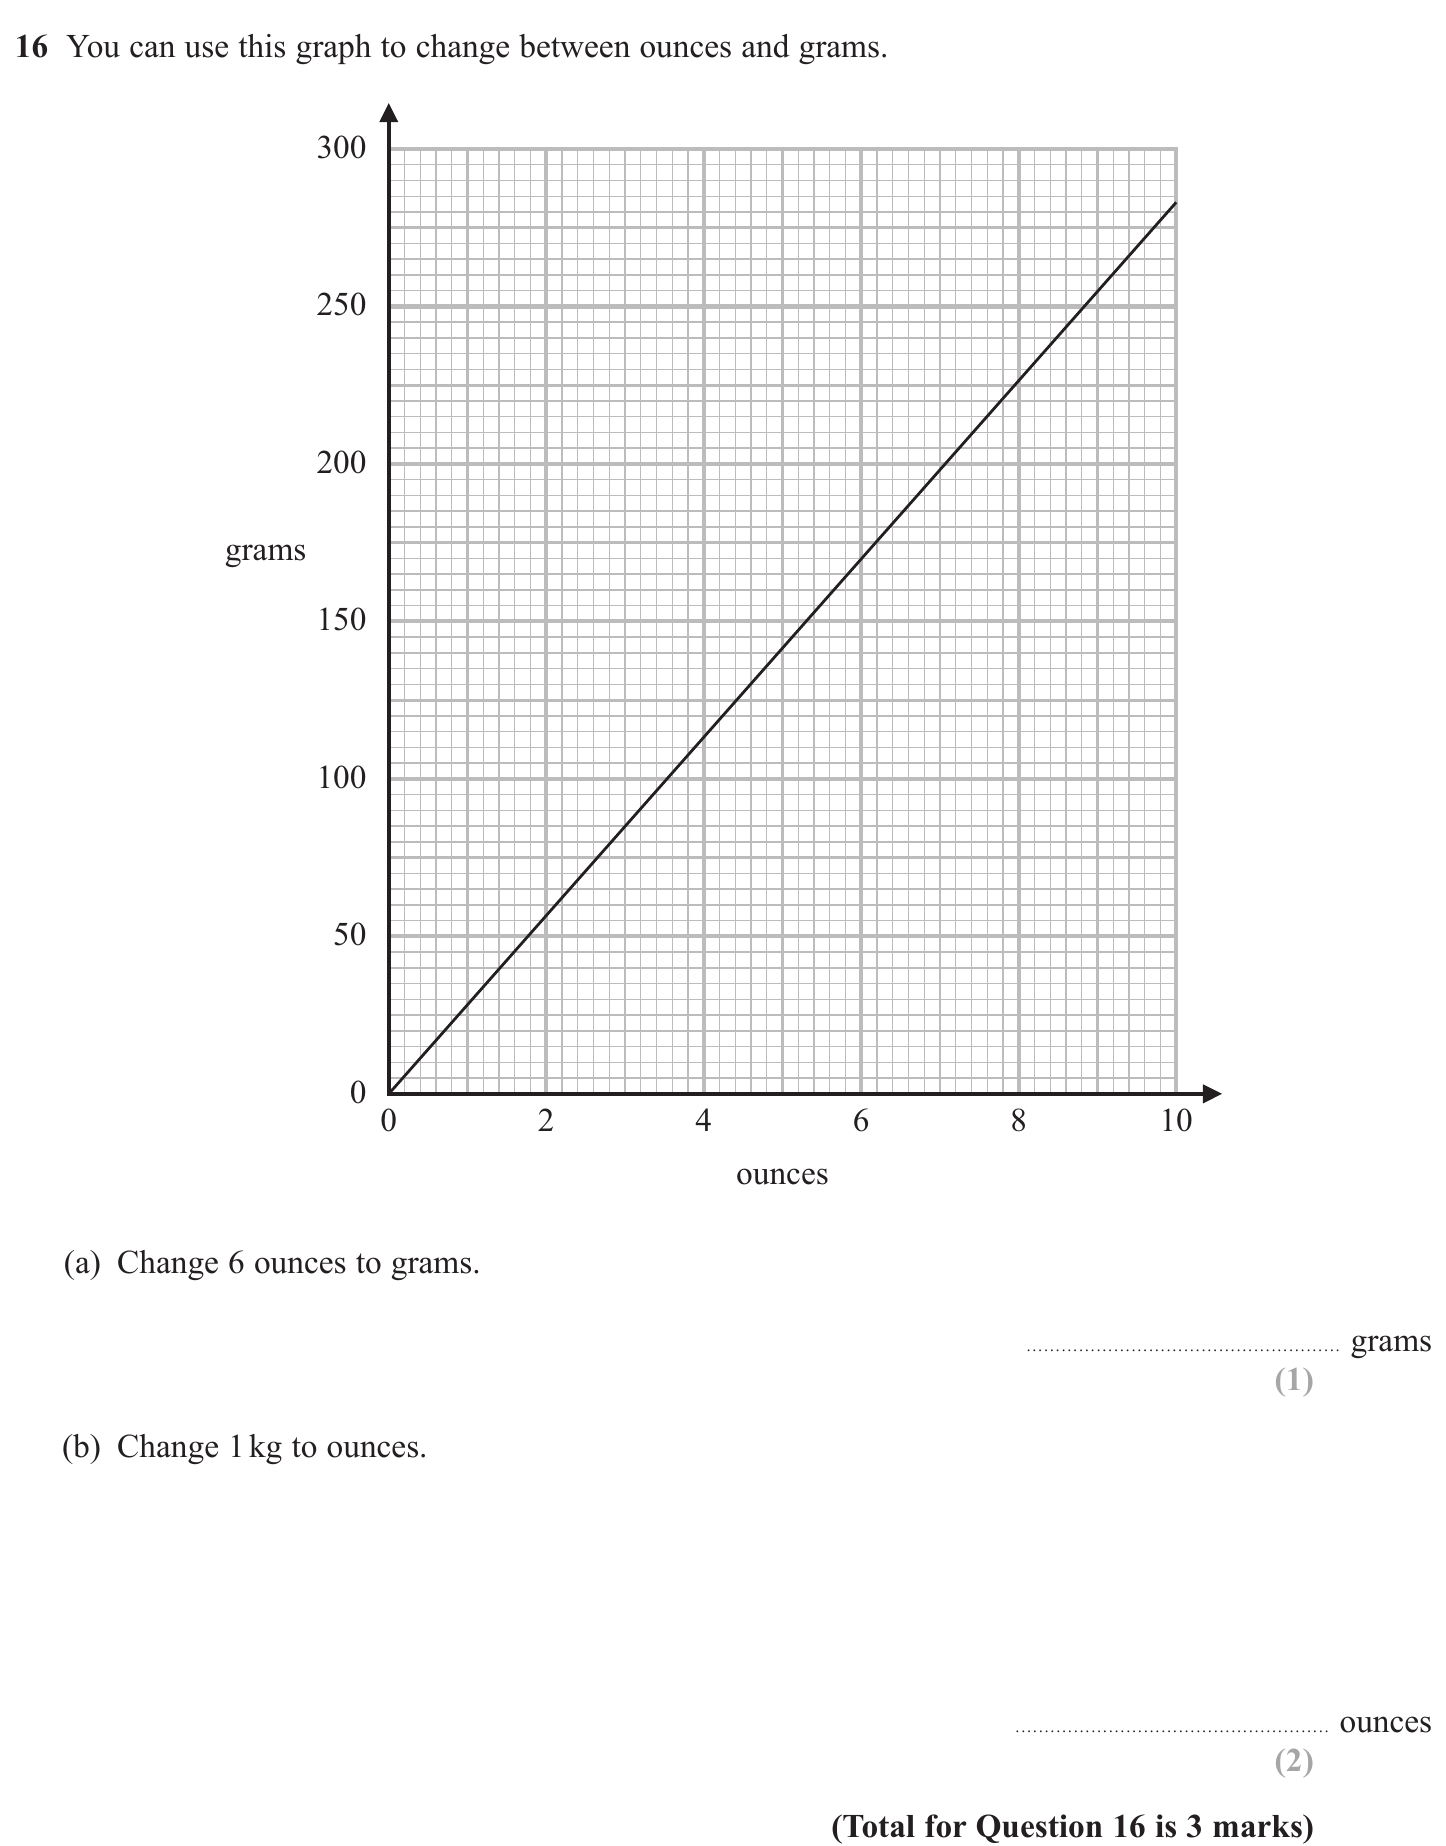 16 You can use this graph to change between ounces and grams.
300
250
200
grams
150
100
50
0
0 2 4 6 8 10
ounces
(a) Change 6 ounces to grams.
........................................................ grams
(1)
(b) Change 1 kg to ounces.
........................................................ ounces
(2)
(Total for Question 16 is 3 marks)